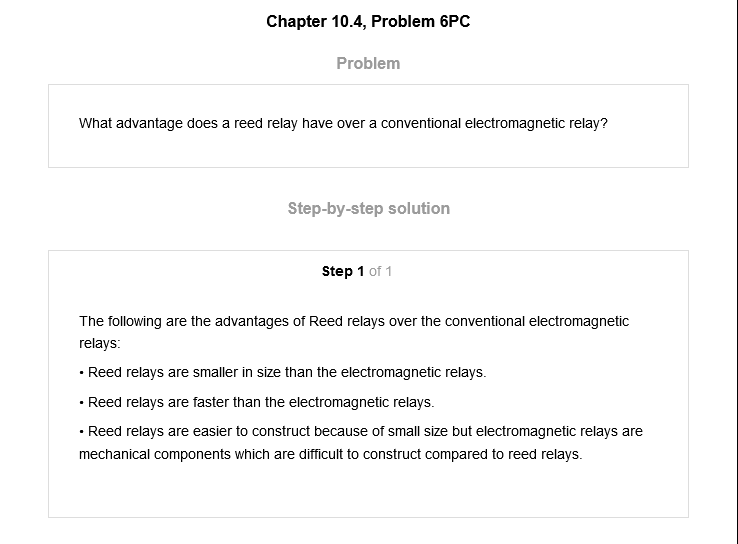 Chapter 10.4, Problem 6PC
Problem
What advantage does a reed relay have over a conventional electromagnetic relay?
Step-by-step solution
Step 1 of 1
The following are the advantages of Reed relays over the conventional electromagnetic
relays:
• Reed relays are smaller in size than the electromagnetic relays.
• Reed relays are faster than the electromagnetic relays.
• Reed relays are easier to construct because of small size but electromagnetic relays are
mechanical components which are difficult to construct compared to reed relays.